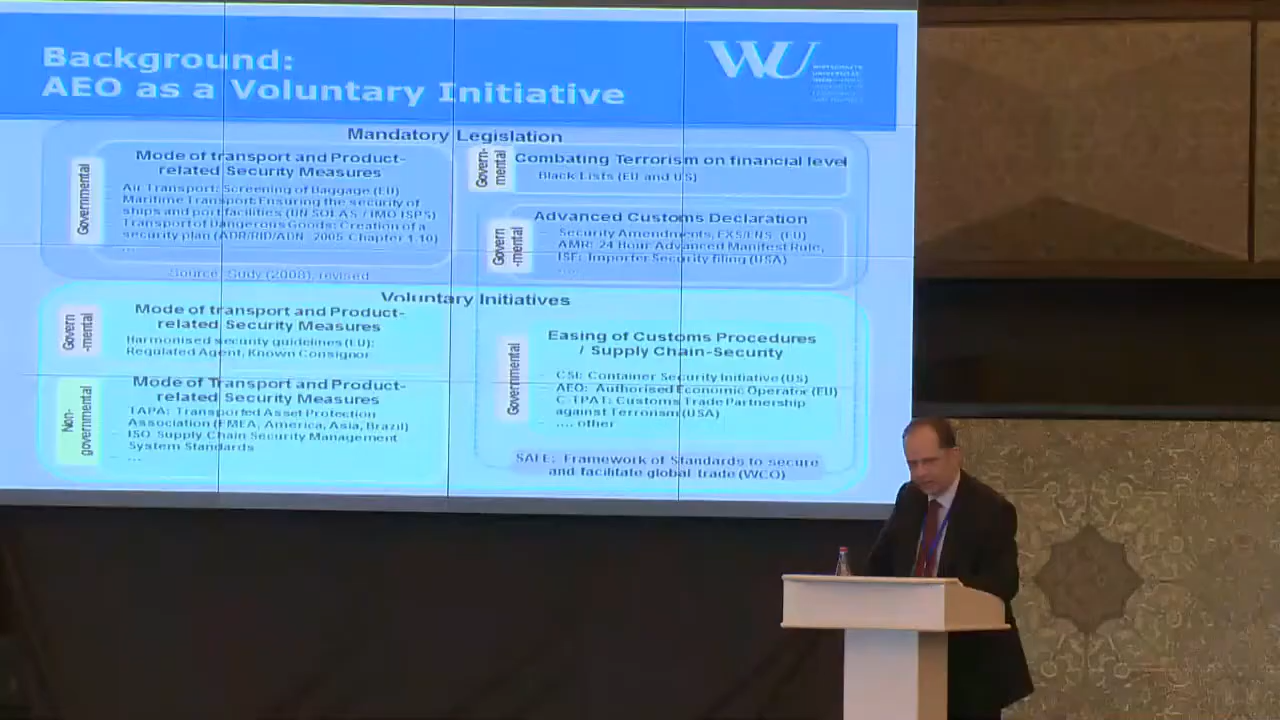 Background:
AEO as a Voluntary Initiative
WU
Mandatory Legislation
Governmental
Mode of transport and Product-
related Security Measures
Air Transport: Screening of Baggage (EU)
Maritime Transport: Ensuring the security of
ships and port facilities (UN SOLAS / IMO ISPS)
Transport of Dangerous Goods: Creation of a
security plan (ADR/RID/ADN 2005 Chapter 1.10)
...
Source: Gudy (2008), revised
Govern-
mental
Combating Terrorism on financial level
Black Lists (EU and US)
Govern
-mental
Advanced Customs Declaration
Security Amendments, EXS/ENS (EU)
AMR: 24 Hour Advanced Manifest Rule,
ISF: Importer Security filing (USA)
....
Voluntary Initiatives
Govern
-mental
Mode of transport and Product-
related Security Measures
Harmonised security guidelines (EU):
Regulated Agent, Known Consignor
Non-
governmental
Mode of Transport and Product-
related Security Measures
TAPA: Transported Asset Protection
Association (EMEA, America, Asia, Brazil)
ISO Supply Chain Security Management
System Standards
...
Governmental
Easing of Customs Procedures
/ Supply Chain-Security
CSI: Container Security Initiative (US)
AEO: Authorised Economic Operator (EU)
C-TPAT: Customs Trade Partnership
against Terrorism (USA)
.... other
SAFE: Framework of Standards to secure
and facilitate global trade (WCO)